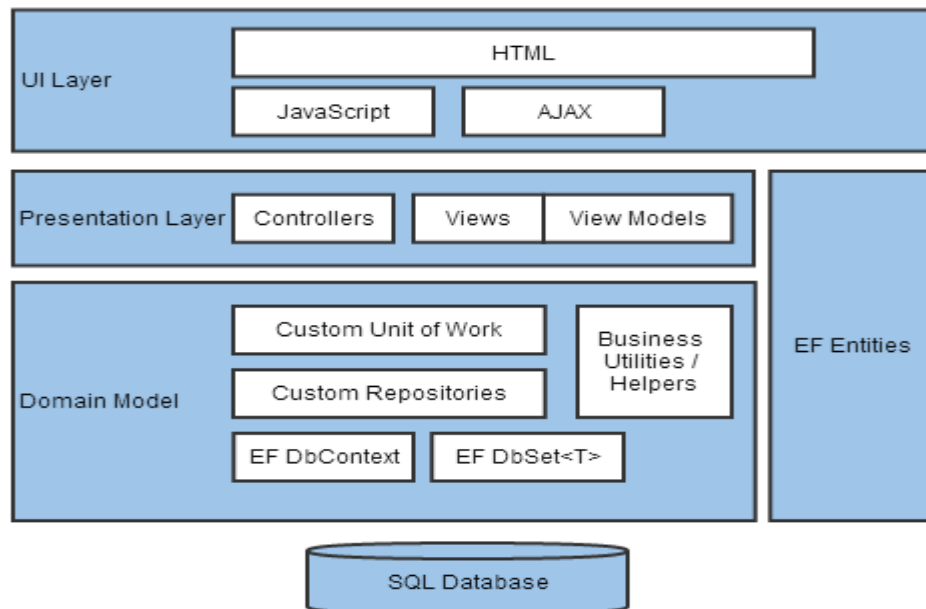 HTML
UI Layer
JavaScript
AJAX
Presentation Layer
Controllers
Views
View Models
Custom Unit of Work
Business
Utilities /
Helpers
EF Entities
Domain Model
Custom Repositories
EF DbContext
EF DbSet<T>
SQL Database